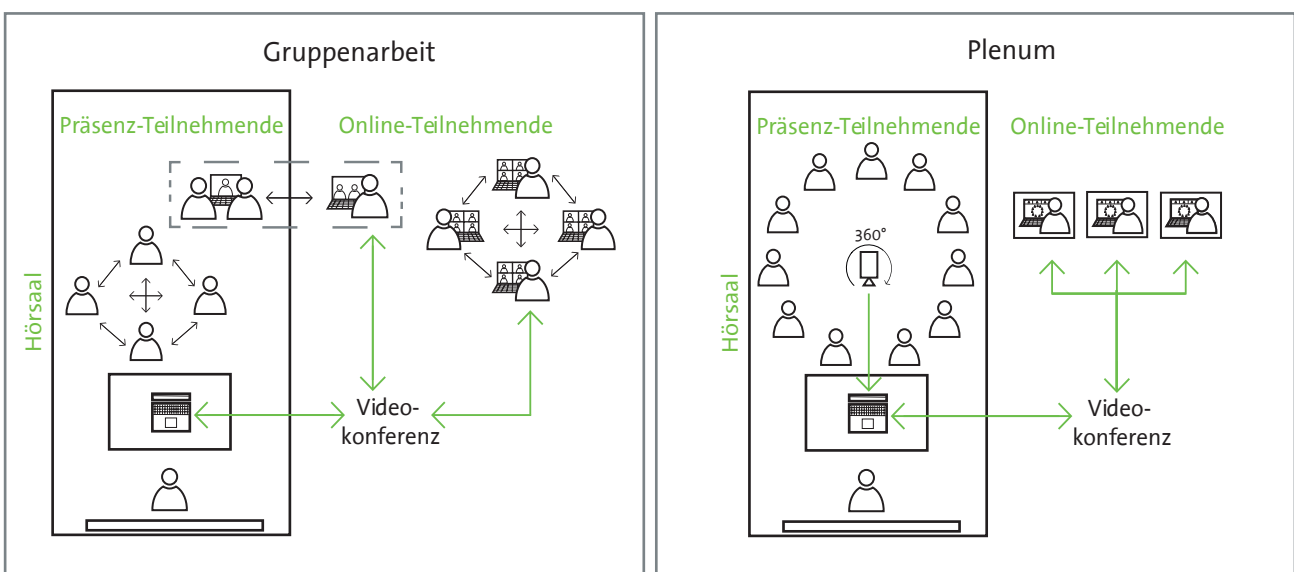 Gruppenarbeit
Präsenz-Teilnehmende
Online-Teilnehmende
Hörsaal
Video-
konferenz
Plenum
Präsenz-Teilnehmende
Online-Teilnehmende
360°
Hörsaal
Video-
konferenz